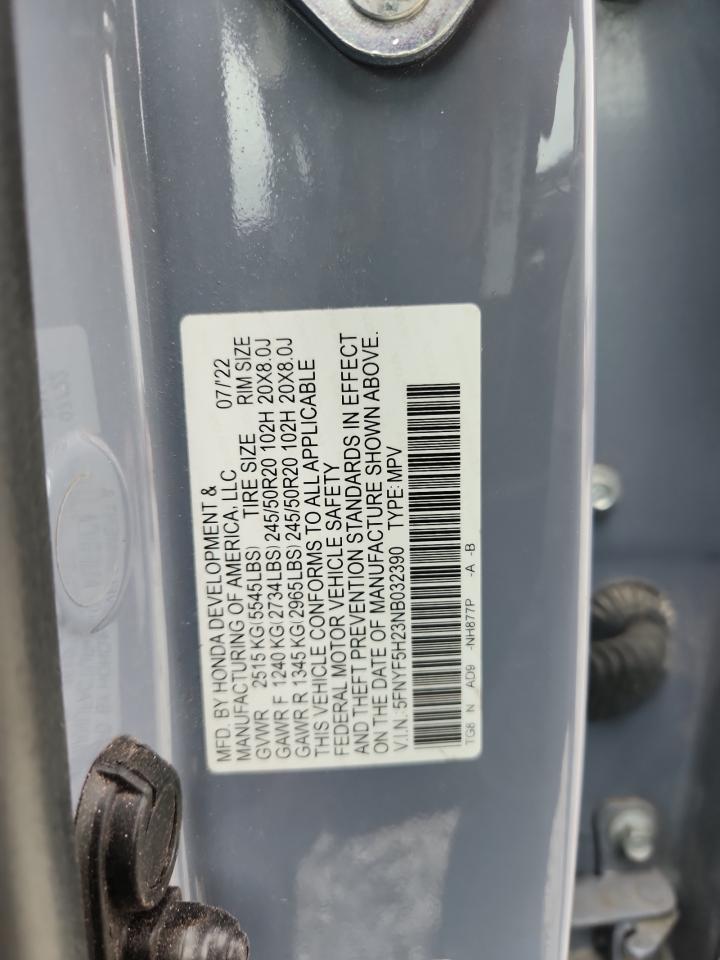 MFD. BY HONDA DEVELOPMENT & 07/'22
MANUFACTURING OF AMERICA, LLC
GVWR 2515 KG(5545LBS) TIRE SIZE RIM SIZE
GAWR F 1240 KG(2734LBS) 245/50R20 102H 20X8.0J
GAWR R 1345 KG(2965LBS) 245/50R20 102H 20X8.0J
THIS VEHICLE CONFORMS TO ALL APPLICABLE
FEDERAL MOTOR VEHICLE SAFETY
AND THEFT PREVENTION STANDARDS IN EFFECT
ON THE DATE OF MANUFACTURE SHOWN ABOVE.
V.I.N.: 5FNYF5H23NB032390 TYPE: MPV
TG8 N AD9 -NH877P -A -B